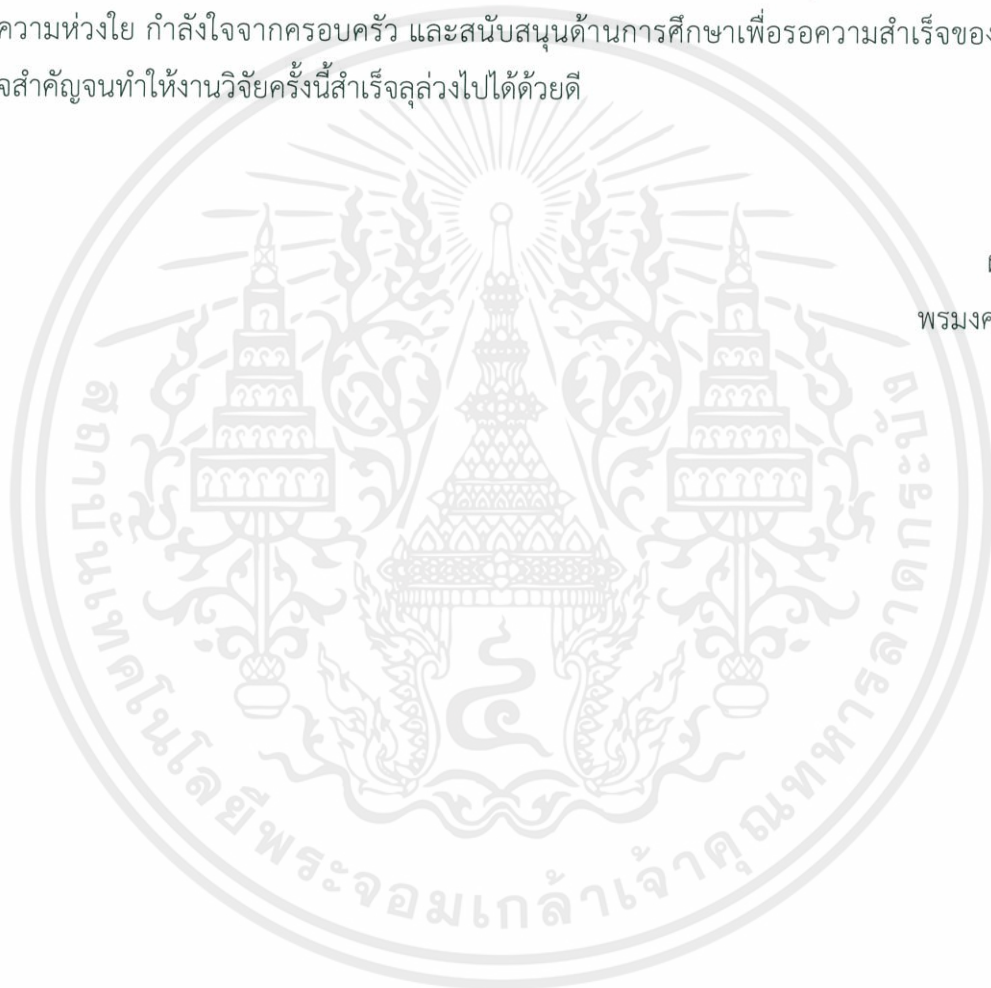 ความห่วงใย กำลังใจจากครอบครัว และสนับสนุนด้านการศึกษาเพื่อรอความสำเร็จของ
จสำคัญจนทำให้งานวิจัยครั้งนี้สำเร็จลุล่วงไปได้ด้วยดี
พรมงค
สถาบันเทคโนโลยีพระจอมเกล้าเจ้าคุณทหารลาดกระบัง
๔